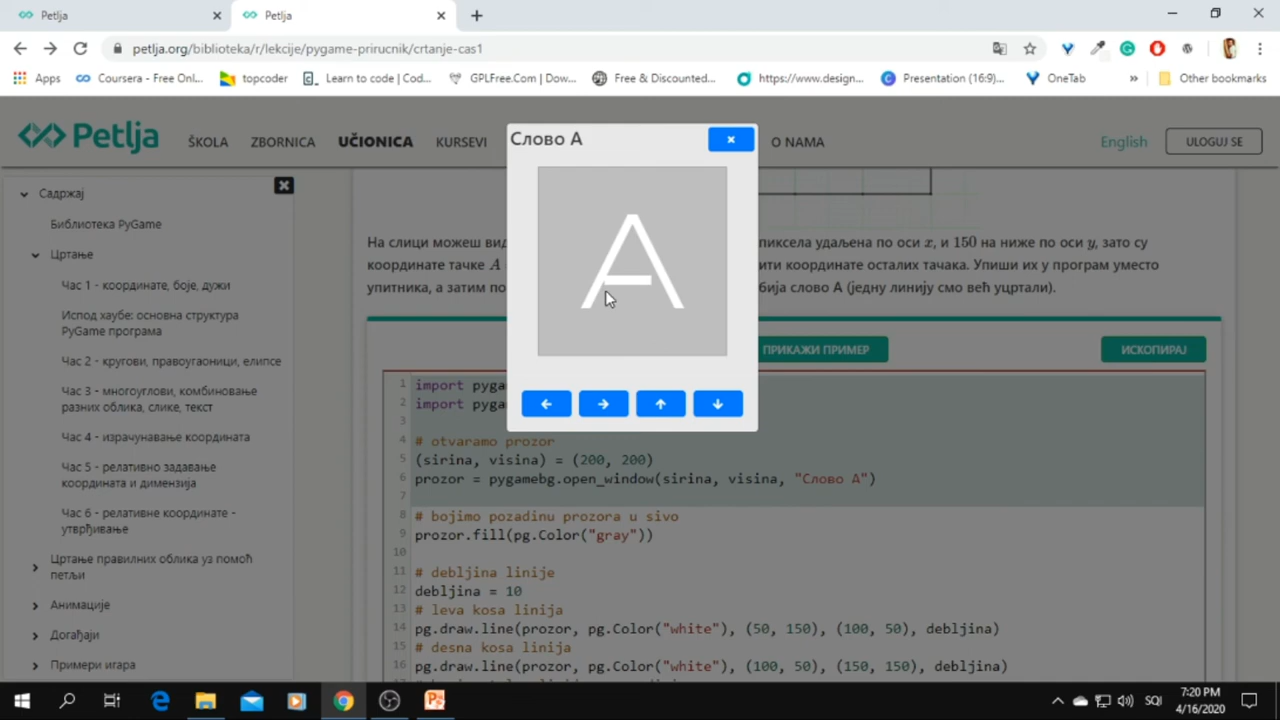 Petlja
Petlja
petlja.org/biblioteka/r/lekcije/pygame-prirucnik/crtanje-cas1
Apps
Coursera - Free Onl...
topcoder
Learn to code | Cod...
GPLFree.Com | Dow...
Free & Discounted...
https://www.design...
Presentation (16:9)...
OneTab
»
Other bookmarks
Petlja
ŠKOLA
ZBORNICA
UČIONICA
KURSEVI
O NAMA
English
ULOGUJ SE
Слово А
А
Садржај
Библиотека PyGame
Цртање
Час 1 - координате, боје, дужи
Испод хаубе: основна структура
PyGame програма
Час 2 - кругови, правоугаоници, елипсе
Час 3 - многоуглови, комбиновање
разних облика, слике, текст
Час 4 - израчунавање координата
Час 5 - релативно задавање
координата и димензија
Час 6 - релативне координате -
утврђивање
Цртање правилних облика уз помоћ
петљи
Анимације
Догађаји
Примери игара
На слици можеш вид
пиксела удаљена по оси x, и 150 на ниже по оси y, зато су
координате тачке A
ити координате осталих тачака. Упиши их у програм уместо
упитника, а затим по
бија слово А (једну линију смо већ уцртали).
ПРИКАЖИ ПРИМЕР
ИСКОПИРАЈ
1 import pyg
2 import pyg
3
4 # otvaramo prozor
5 (sirina, visina) = (200, 200)
6 prozor = pygamebg.open_window(sirina, visina, "Слово А")
7
8 # bojimo pozadinu prozora u sivo
9 prozor.fill(pg.Color("gray"))
10
11 # debljina linije
12 debljina = 10
13 # leva kosa linija
14 pg.draw.line(prozor, pg.Color("white"), (50, 150), (100, 50), debljina)
15 # desna kosa linija
16 pg.draw.line(prozor, pg.Color("white"), (100, 50), (150, 150), debljina)
SQI
7:20 PM
4/16/2020